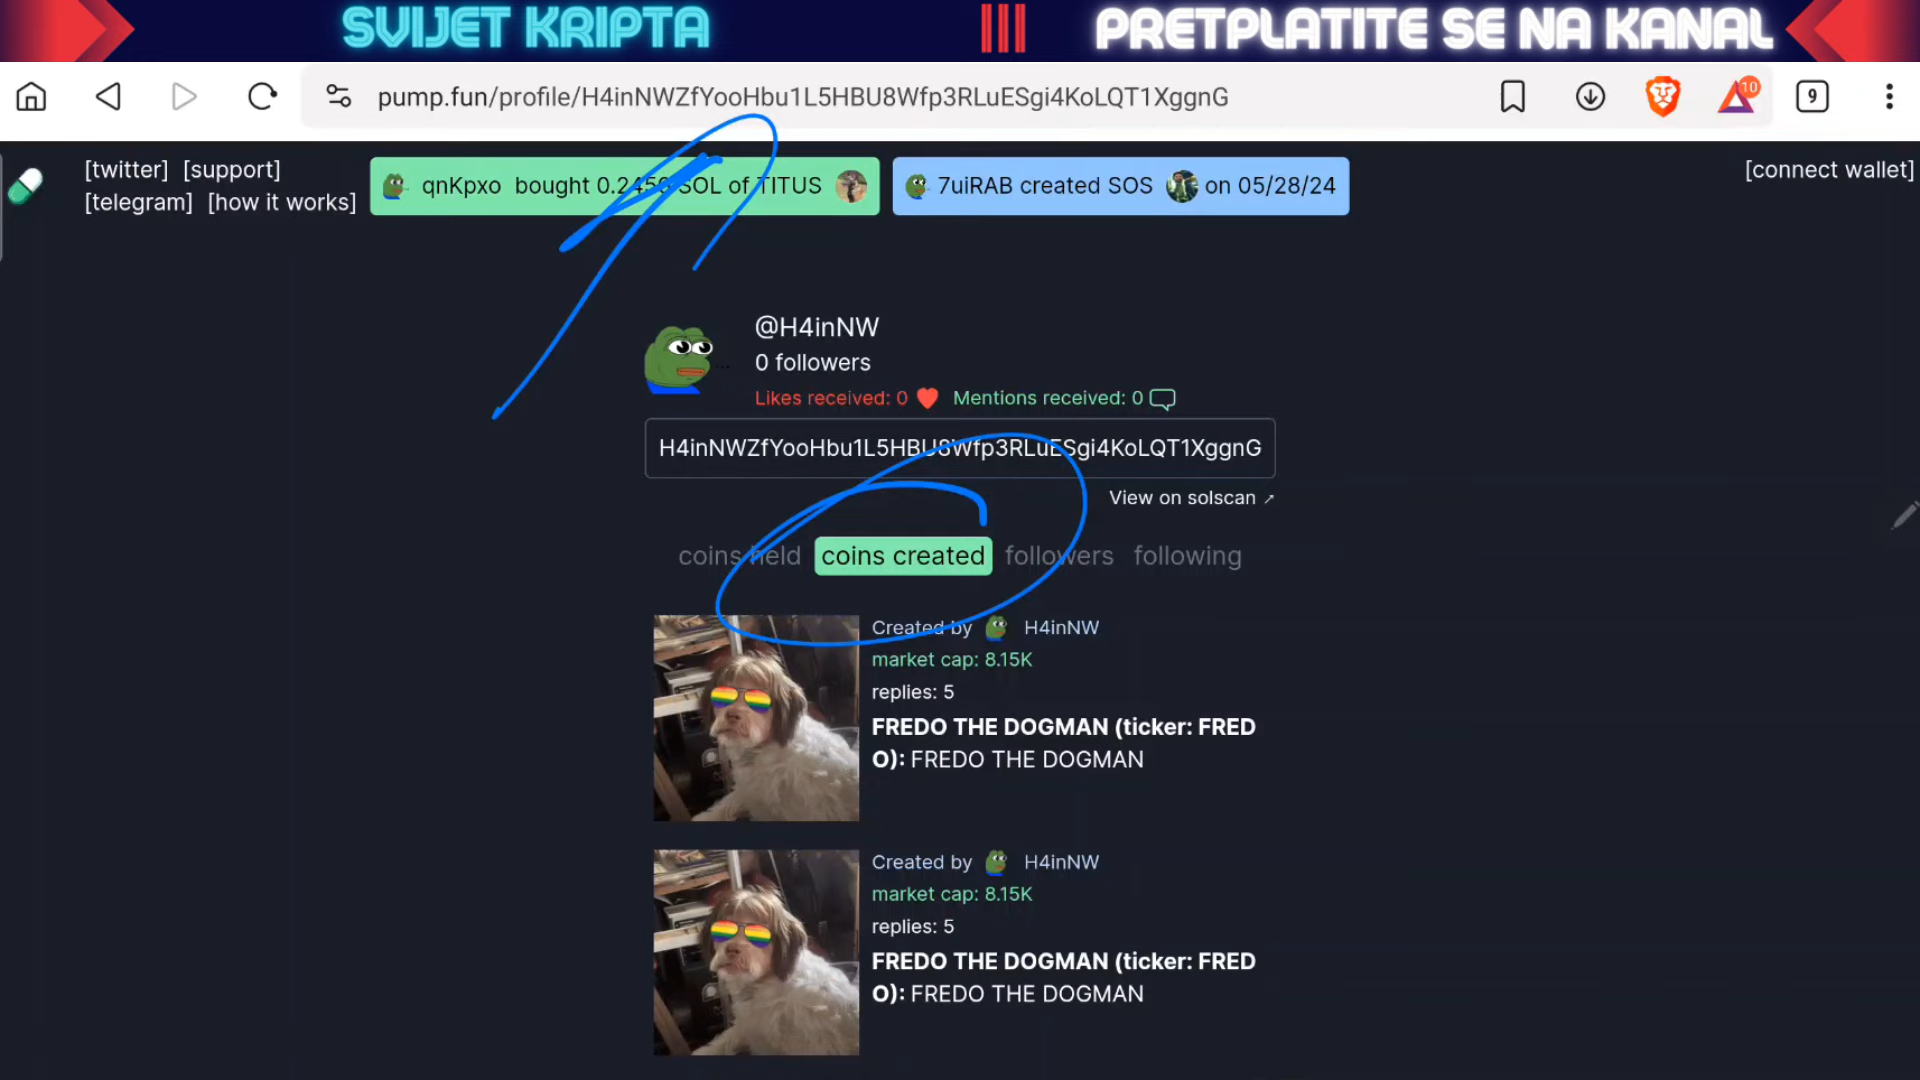 SVIJET KRIPTA
PRETPLATITE SE NA KANAL
pump.fun/profile/H4inNWZfYooHbu1L5HBU8Wfp3RLuESgi4KoLQT1XggnG
10
9
[twitter] [support]
[telegram] [how it works]
qnKpxo bought 0.2450 SOL of TITUS
7uiRAB created SOS on 05/28/24
[connect wallet]
@H4inNW
0 followers
Likes received: 0 Mentions received: 0
H4inNWZfYooHbu1L5HBU8Wfp3RLuESgi4KoLQT1XggnG
View on solscan
coins held coins created followers following
Created by H4inNW
market cap: 8.15K
replies: 5
FREDO THE DOGMAN (ticker: FRED
O): FREDO THE DOGMAN
Created by H4inNW
market cap: 8.15K
replies: 5
FREDO THE DOGMAN (ticker: FRED
O): FREDO THE DOGMAN